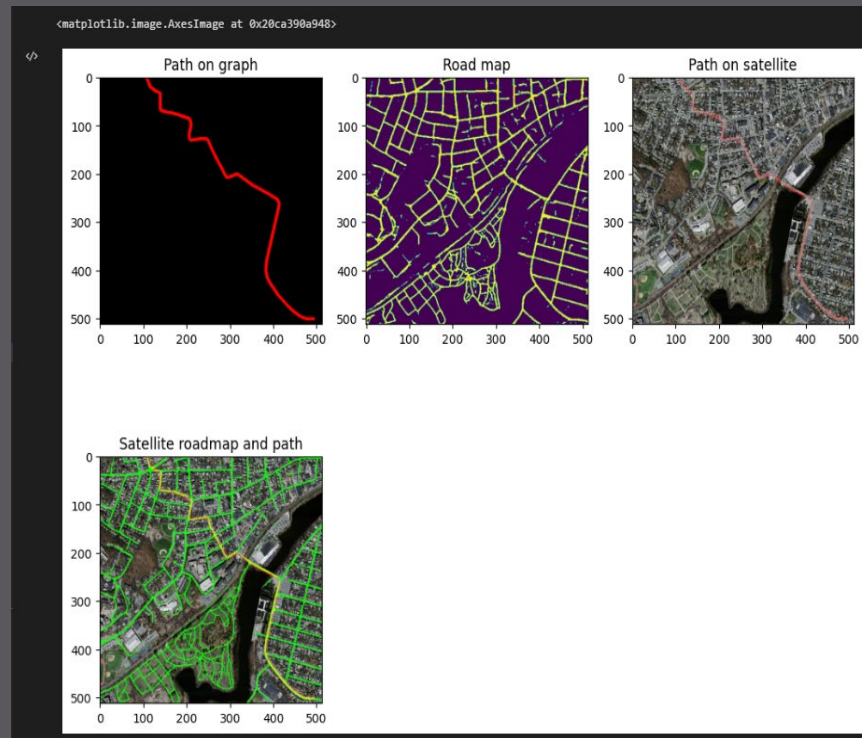 <matplotlib.image.AxesImage at 0x20ca390a948>
Path on graph
0
100
200
300
400
500
0 100 200 300 400 500
Road map
0
100
200
300
400
500
0 100 200 300 400 500
Path on satellite
0
100
200
300
400
500
0 100 200 300 400 500
Satellite roadmap and path
0
100
200
300
400
500
0 100 200 300 400 500